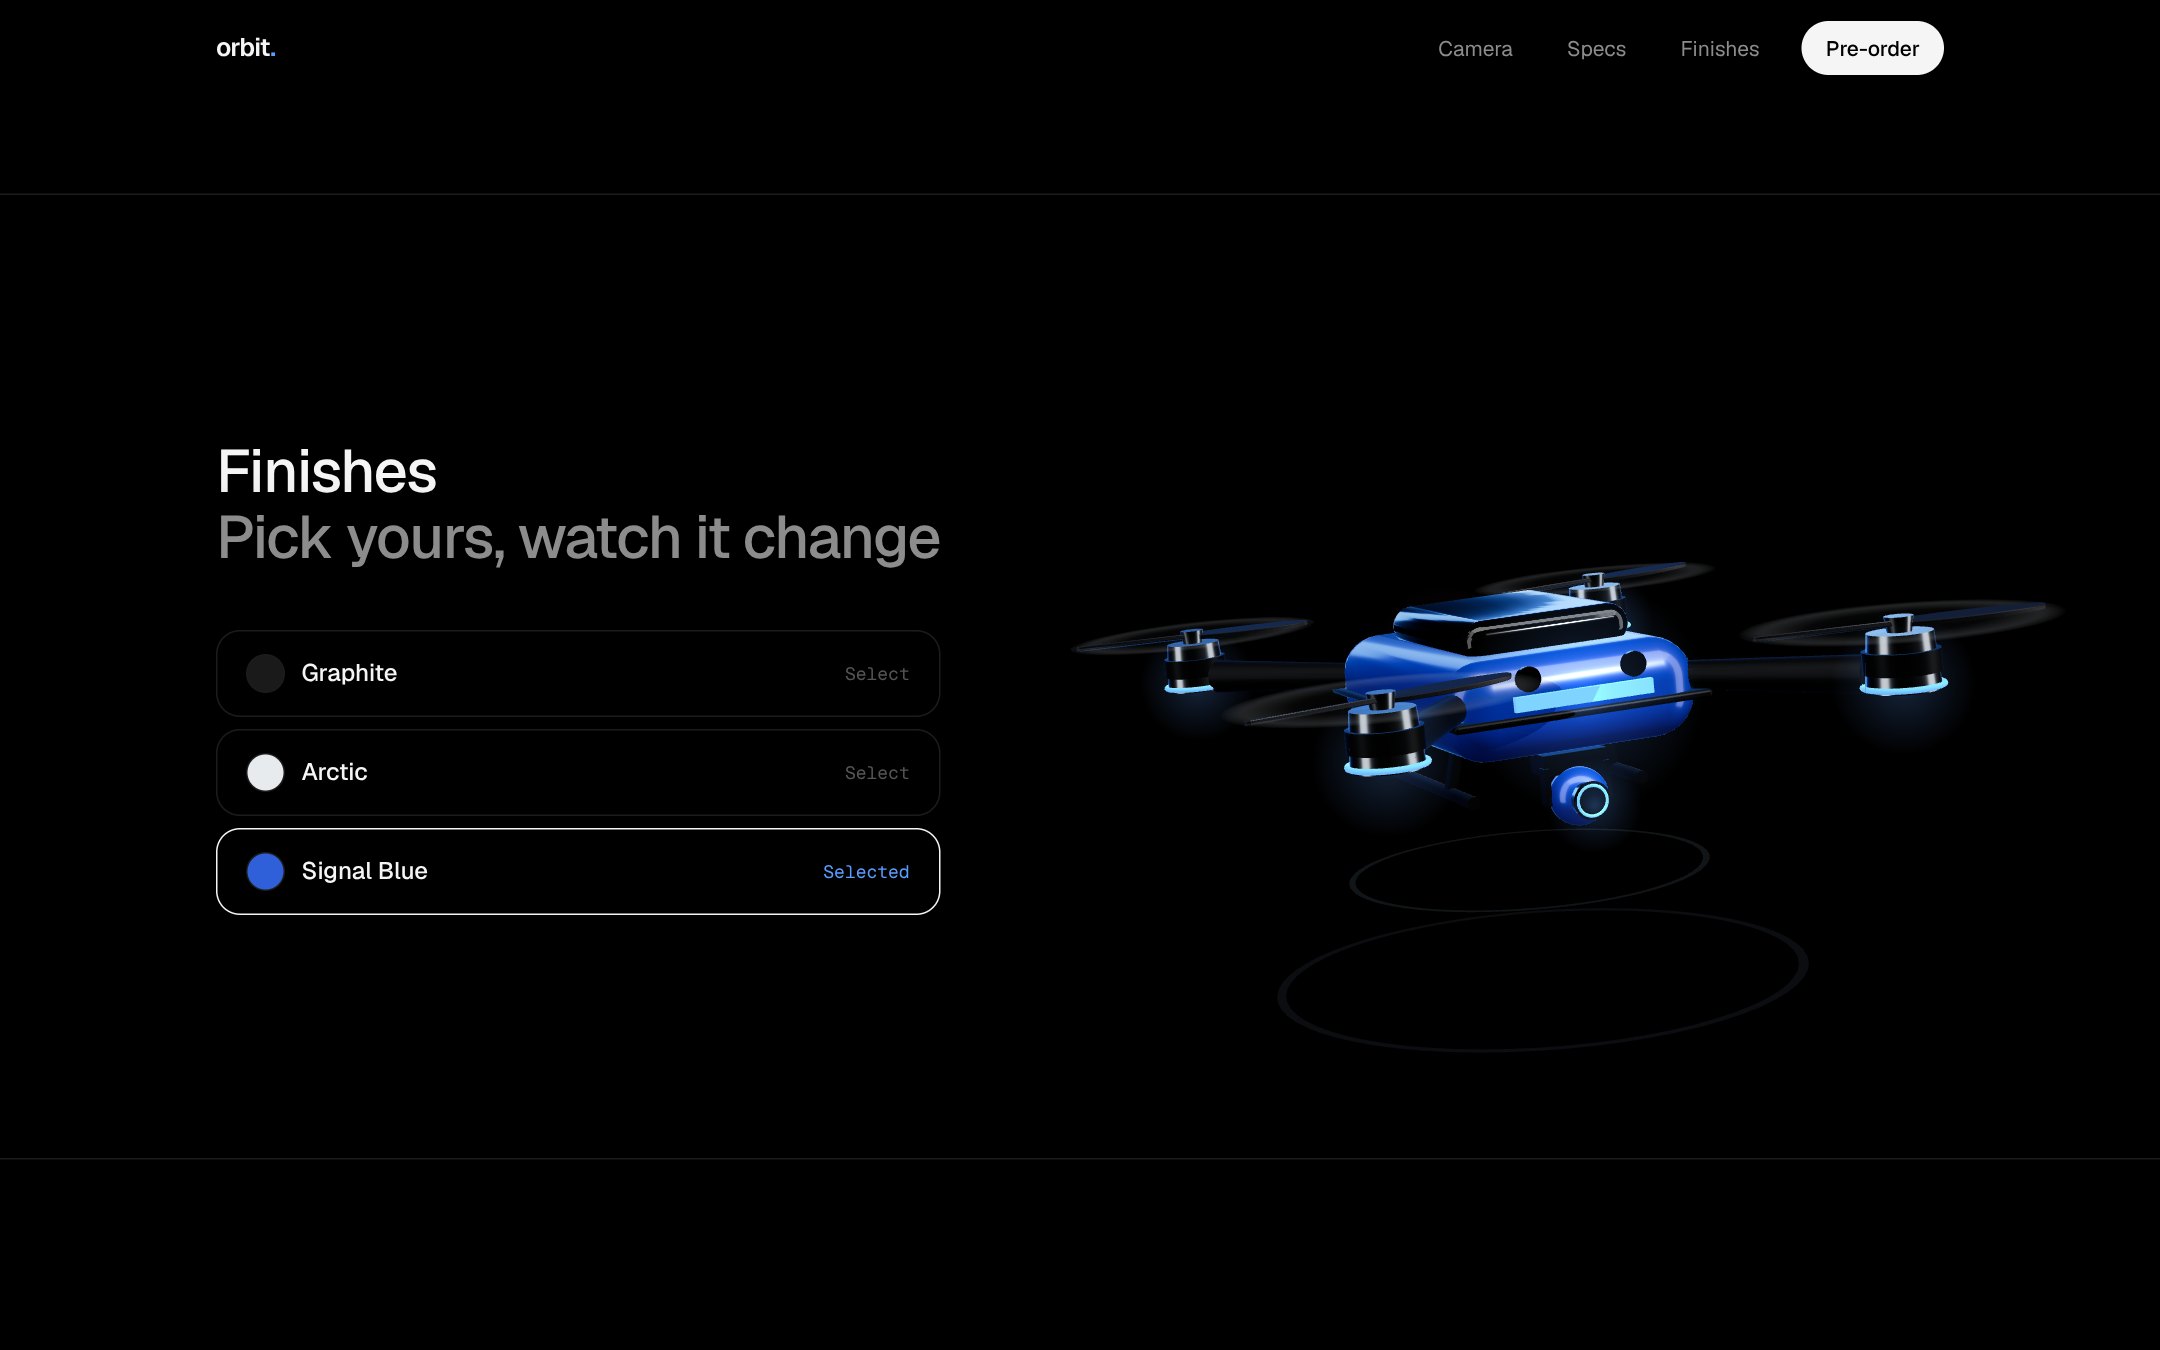 orbit.
Camera
Specs
Finishes
Pre-order
Finishes
Pick yours, watch it change
Graphite
Select
Arctic
Select
Signal Blue
Selected